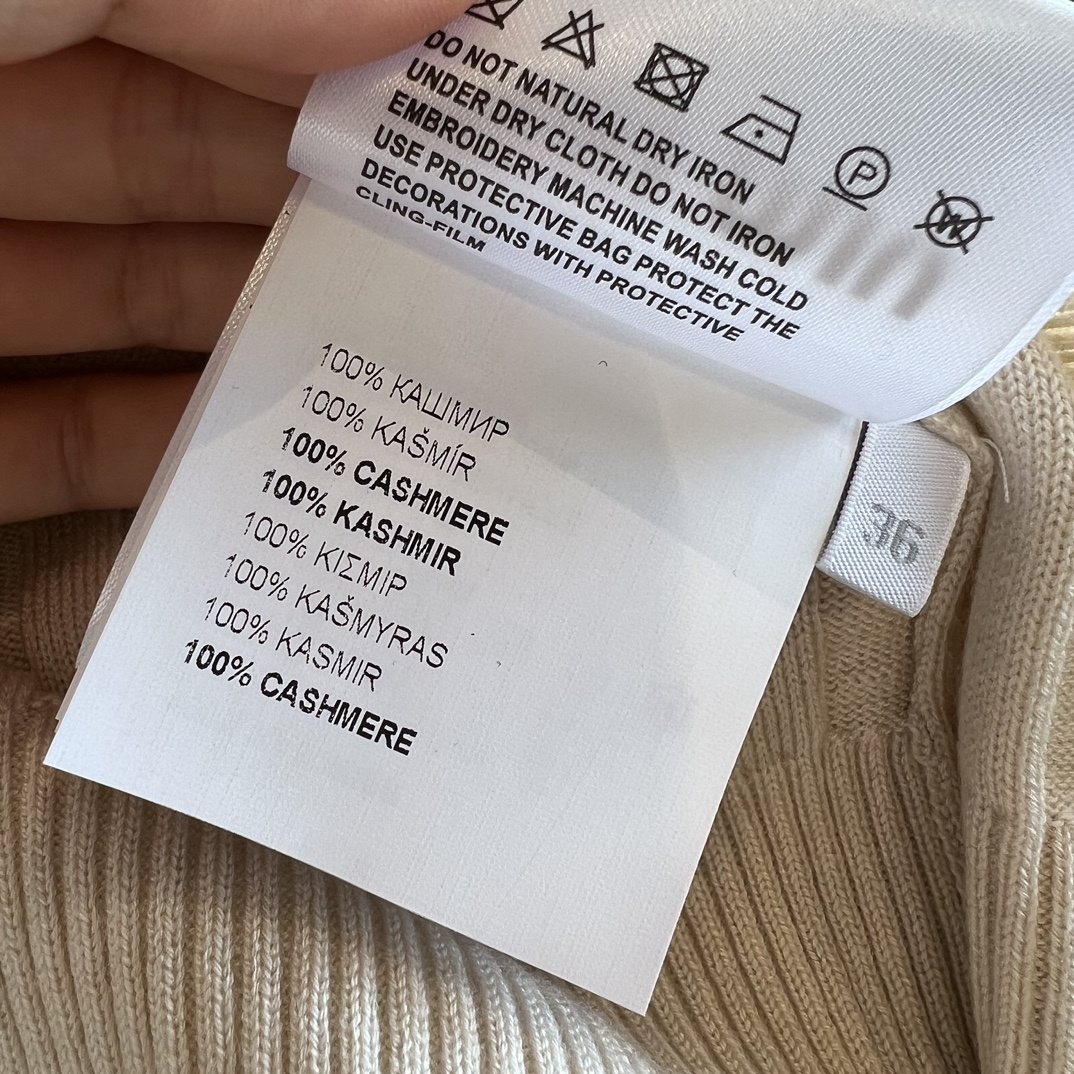 DO NOT NATURAL DRY IRON
UNDER DRY CLOTH DO NOT IRON
EMBROIDERY MACHINE WASH COLD
USE PROTECTIVE BAG PROTECT THE
DECORATIONS WITH PROTECTIVE
CLING-FILM
P
W
100% КАШМИР
100% KAŠMÍR
100% CASHMERE
100% KASHMIR
100% ΚΙΣΜΙΡ
100% KAŠMYRAS
100% KASMIR
100% CASHMERE
36